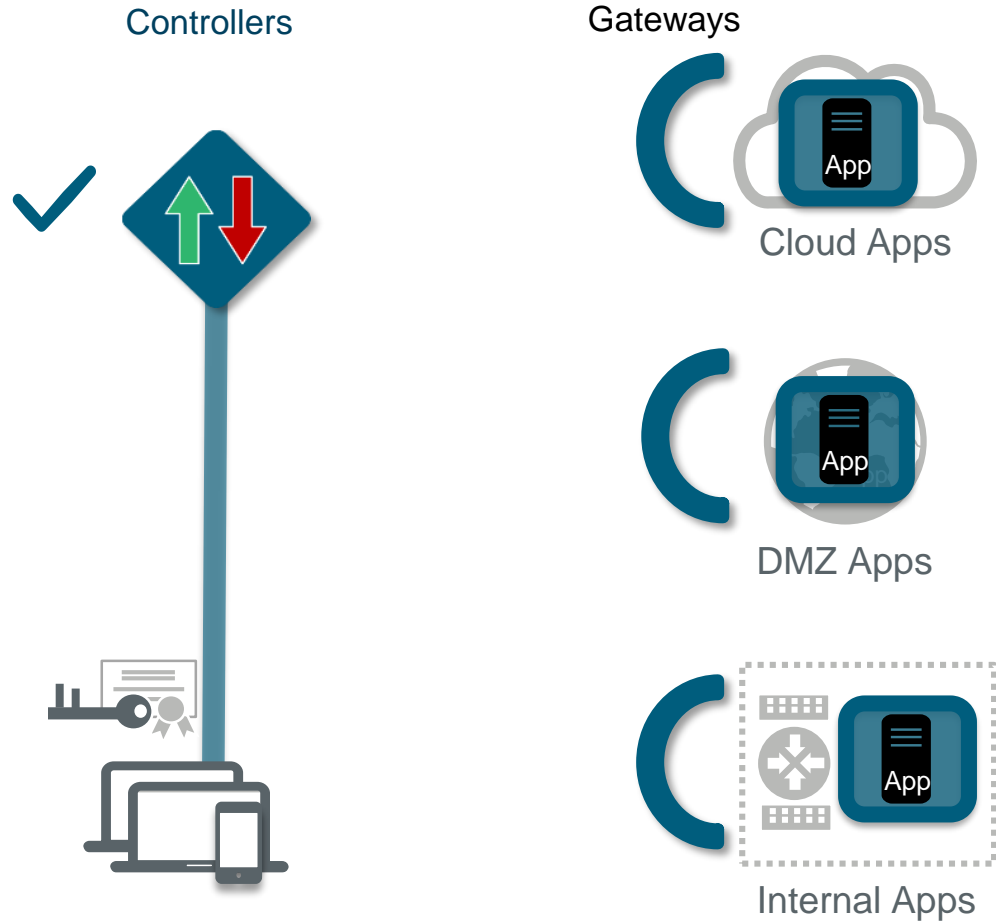 Controllers
Gateways
App
Cloud Apps
App
DMZ Apps
App
Internal Apps